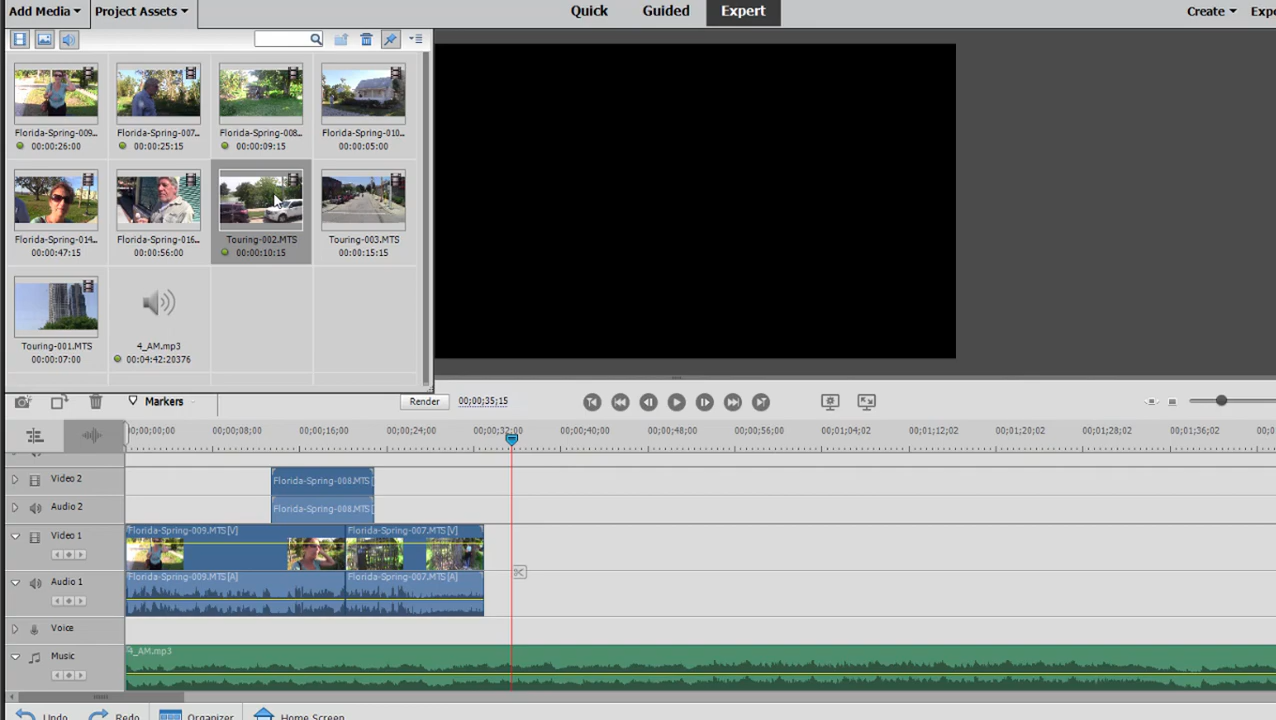 Add Media Project Assets Quick Guided Expert Create Expo
Florida-Spring-009... Florida-Spring-007... Florida-Spring-008... Florida-Spring-010...
00:00:26:00 00:00:25:15 00:00:09:15 00:00:05:00
Florida-Spring-014... Florida-Spring-016... Touring-002.MTS Touring-003.MTS
00:00:47:15 00:00:56:00 00:00:10:15 00:00:15:15
Touring-001.MTS 4_AM.mp3
00:00:07:00 00:04:42:20376
Markers Render 00;00;35;15
;00;00;00 00;00;08;00 00;00;16;00 00;00;24;00 00;00;32;00 00;00;40;00 00;00;48;00 00;00;56;00 00;01;04;02 00;01;12;02 00;01;20;02 00;01;28;02 00;01;36;02 00;0
Video 2 Florida-Spring-008.MTS [
Audio 2 Florida-Spring-008.MTS [
Florida-Spring-009.MTS [V] Florida-Spring-007.MTS [V]
Video 1
Florida-Spring-009.MTS [A] Florida-Spring-007.MTS [A]
Audio 1
Voice
4_AM.mp3
Music
Undo Redo Organizer Home Screen